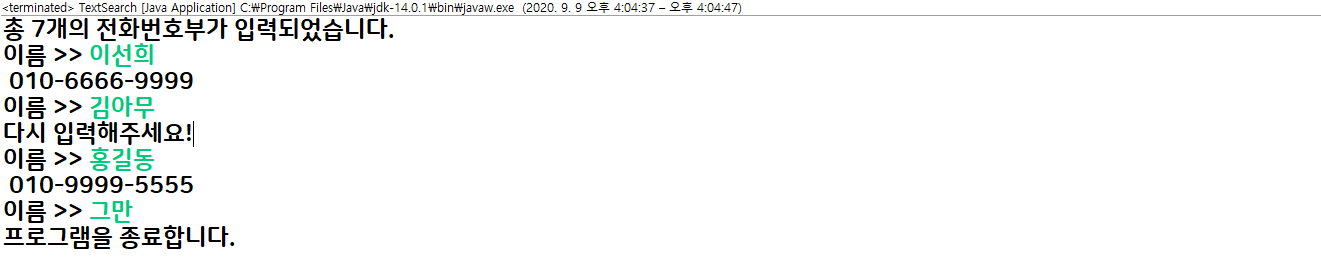 <terminated> TextSearch [Java Application] C:₩Program Files₩Java₩jdk-14.0.1₩bin₩javaw.exe (2020. 9. 9 오후 4:04:37 – 오후 4:04:47)
총 7개의 전화번호부가 입력되었습니다.
이름 >> 이선희
010-6666-9999
이름 >> 김아무
다시 입력해주세요!
이름 >> 홍길동
010-9999-5555
이름 >> 그만
프로그램을 종료합니다.